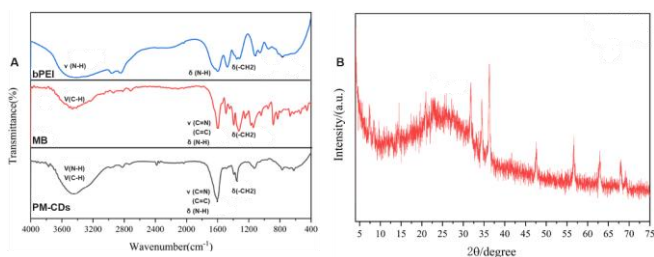 A
B
ν (N-H)
bPEI
δ (N-H)
δ(-CH2)
V(C-H)
MB
ν (C=N)
(C=C)
δ (N-H)
δ(-CH2)
V(N-H)
V(C-H)
PM-CDs
ν (C=N)
(C=C)
δ (N-H)
δ(-CH2)
Transmittance(%)
4000 3600 3200 2800 2400 2000 1600 1200 800 400
Wavenumber(cm-1)
Intensity/(a.u.)
5 10 15 20 25 30 35 40 45 50 55 60 65 70 75
2θ/degree